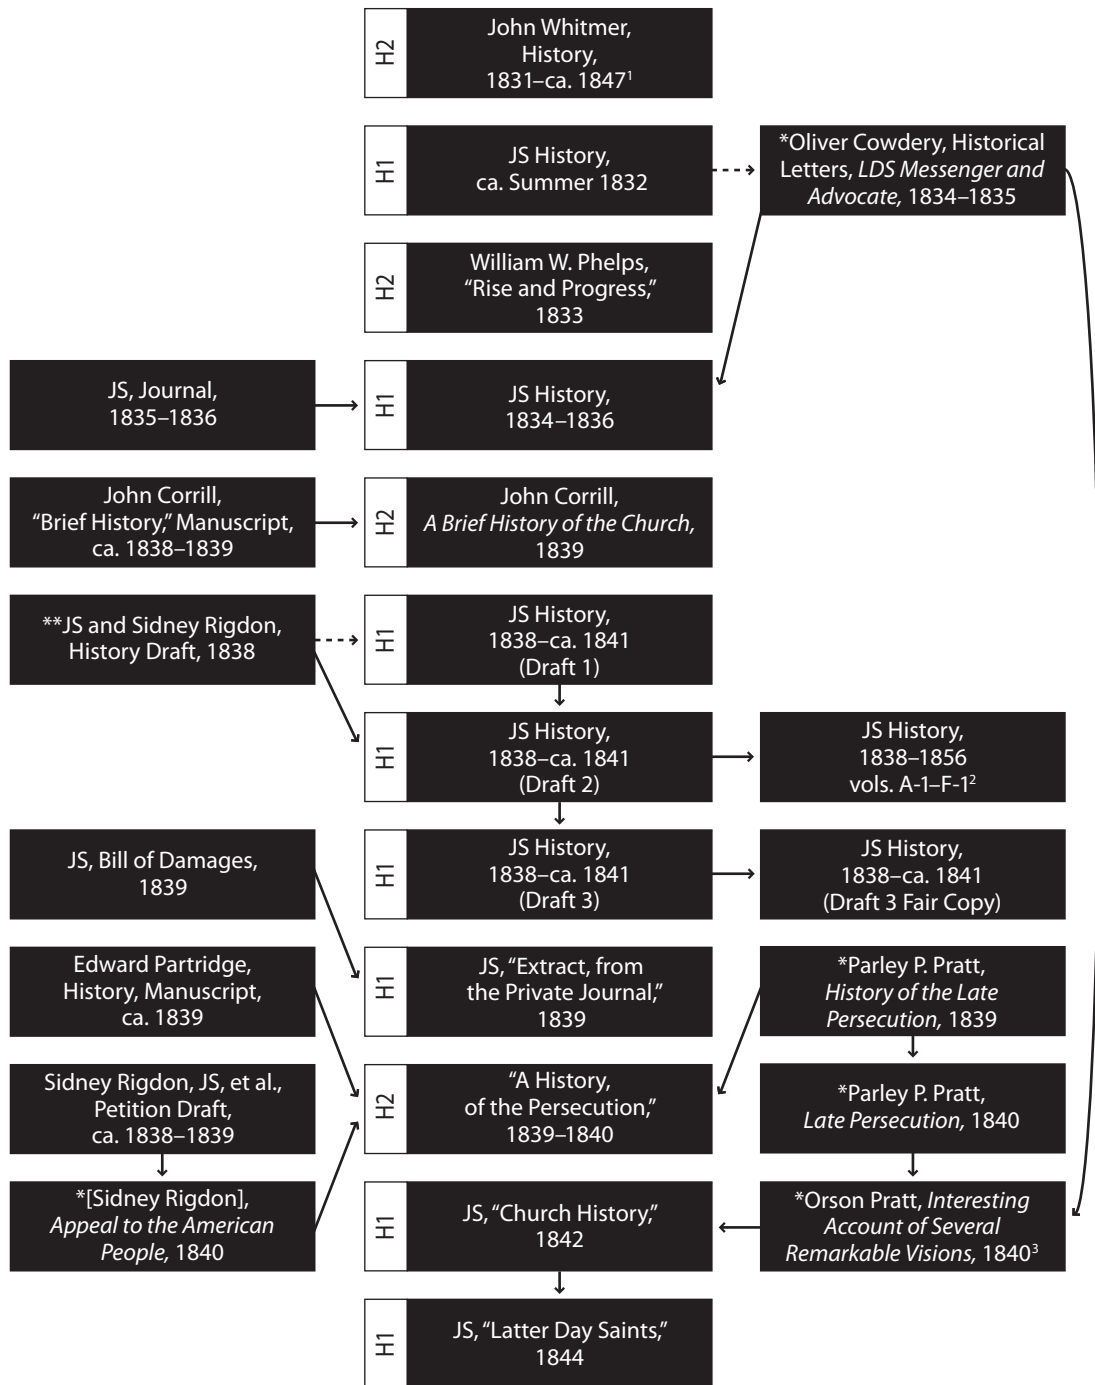 H2
John Whitmer,
History,
1831–ca. 1847¹
H1
JS History,
ca. Summer 1832
*Oliver Cowdery, Historical
Letters, LDS Messenger and
Advocate, 1834–1835
H2
William W. Phelps,
“Rise and Progress,”
1833
JS, Journal,
1835–1836
H1
JS History,
1834–1836
John Corrill,
“Brief History,” Manuscript,
ca. 1838–1839
H2
John Corrill,
A Brief History of the Church,
1839
**JS and Sidney Rigdon,
History Draft, 1838
H1
JS History,
1838–ca. 1841
(Draft 1)
H1
JS History,
1838–ca. 1841
(Draft 2)
JS History,
1838–1856
vols. A-1–F-1²
JS, Bill of Damages,
1839
H1
JS History,
1838–ca. 1841
(Draft 3)
JS History,
1838–ca. 1841
(Draft 3 Fair Copy)
Edward Partridge,
History, Manuscript,
ca. 1839
H1
JS, “Extract, from
the Private Journal,”
1839
*Parley P. Pratt,
History of the Late
Persecution, 1839
Sidney Rigdon, JS, et al.,
Petition Draft,
ca. 1838–1839
H2
“A History,
of the Persecution,”
1839–1840
*Parley P. Pratt,
Late Persecution, 1840
*[Sidney Rigdon],
Appeal to the American
People, 1840
H1
JS, “Church History,”
1842
*Orson Pratt, Interesting
Account of Several
Remarkable Visions, 1840³
H1
JS, “Latter Day Saints,”
1844